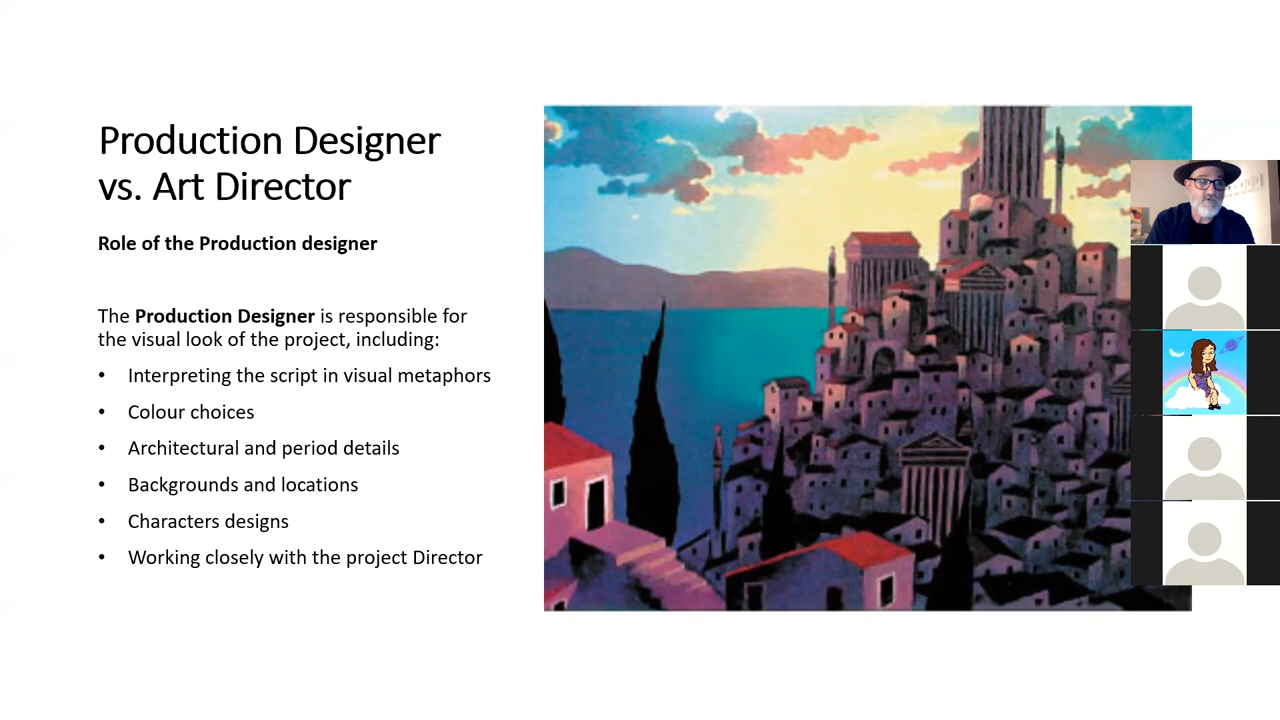 Production Designer
vs. Art Director
Role of the Production designer
The Production Designer is responsible for
the visual look of the project, including:
• Interpreting the script in visual metaphors
• Colour choices
• Architectural and period details
• Backgrounds and locations
• Characters designs
• Working closely with the project Director